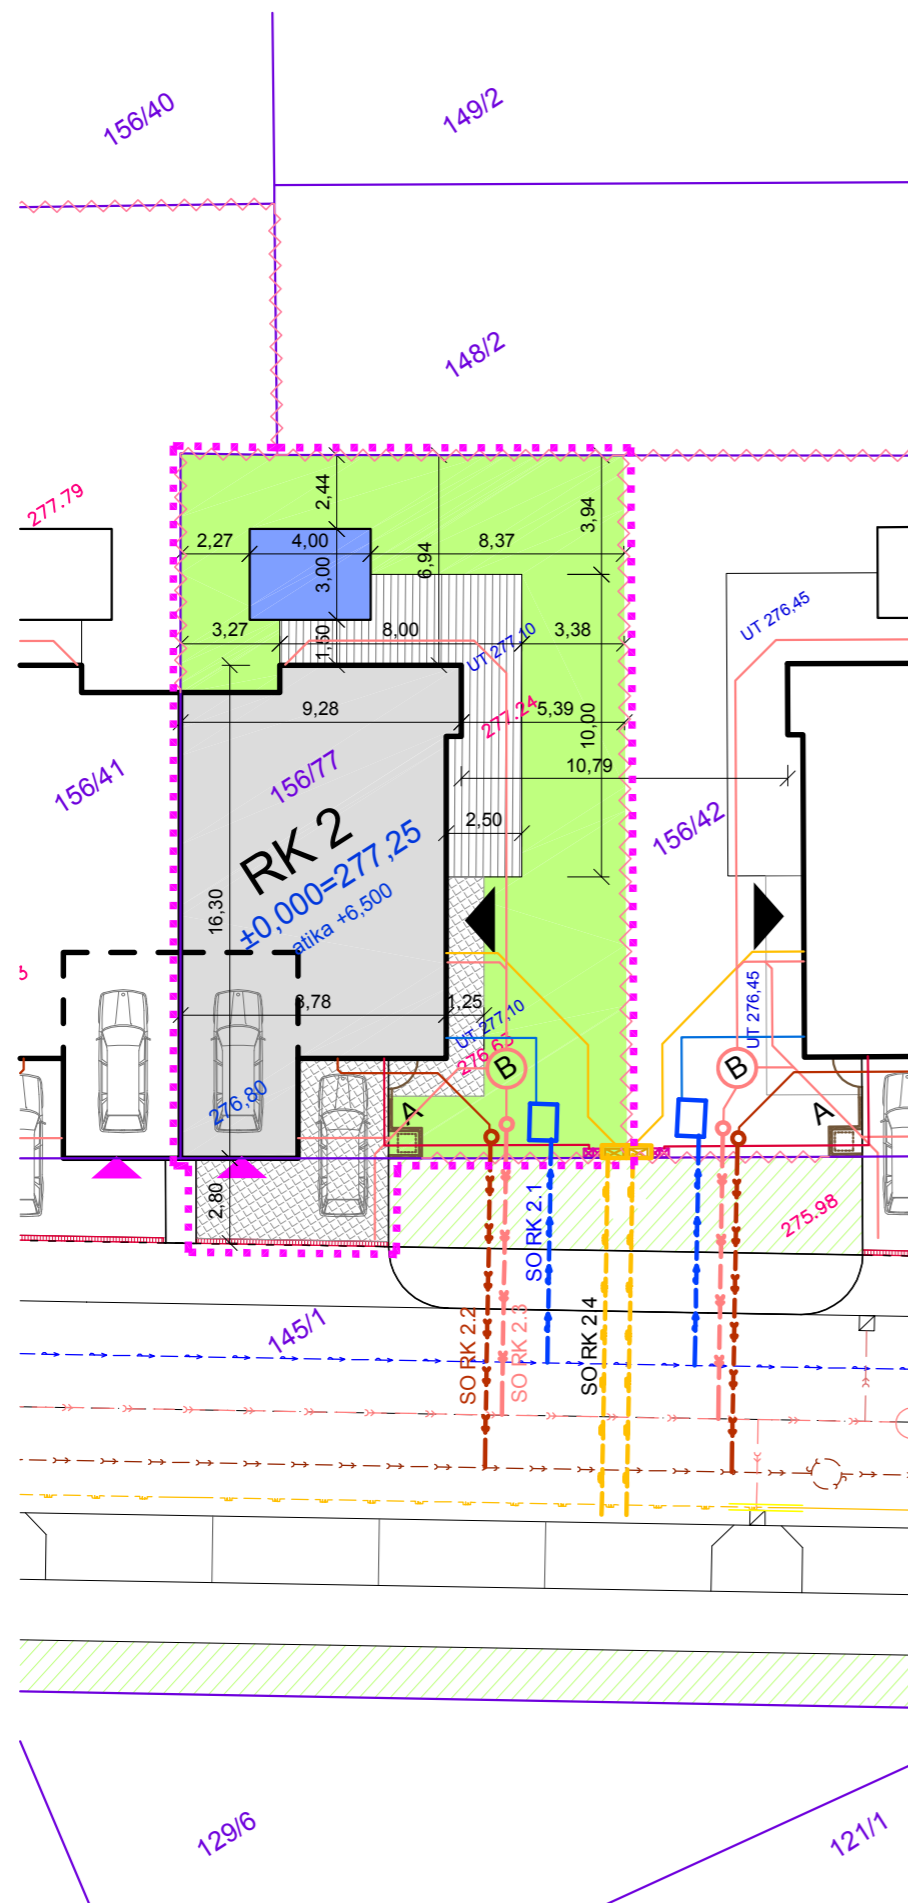 156/40
149/2
148/2
277.79
2,44
3,94
2,27
4,00
8,37
6,94
3,00
UT 276,45
3,27
1,50
8,00
3,38
UT 277,10
9,28
277.24
5,39
10,00
10,79
156/41
156/77
156/42
2,50
RK 2
±0,000=277,25
atika +6,500
16,30
8,78
1,25
UT 277,10
276.63
UT 276,45
B
B
276,80
A
A
2,80
275.98
SO RK 2.1
145/1
SO RK 2.2
SO RK 2.3
SO RK 2.4
129/6
121/1